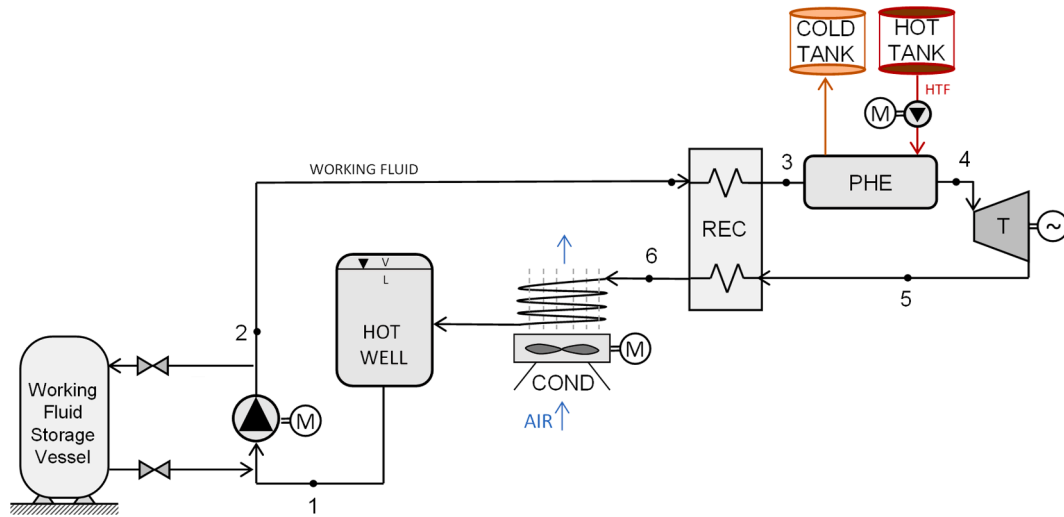 COLD
TANK
HOT
TANK
HTF
M
WORKING FLUID
3
4
PHE
REC
T
~
6
5
V
L
HOT
WELL
2
M
COND
AIR
M
Working
Fluid
Storage
Vessel
1